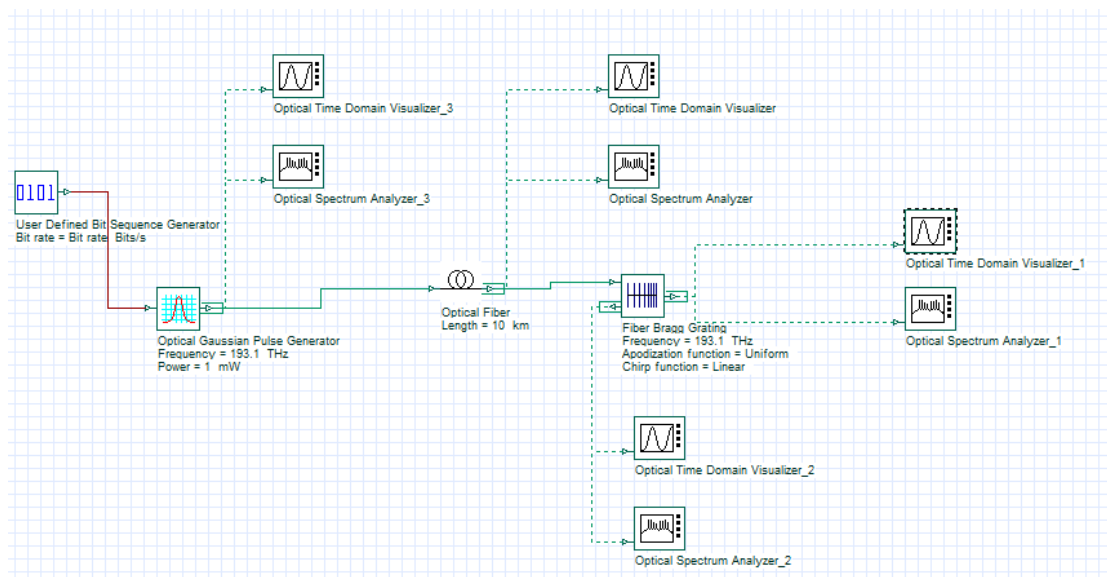 Optical Time Domain Visualizer_3
Optical Time Domain Visualizer
Optical Spectrum Analyzer_3
Optical Spectrum Analyzer
0101
User Defined Bit Sequence Generator
Bit rate = Bit rate Bits/s
Optical Time Domain Visualizer_1
Optical Fiber
Length = 10 km
Optical Gaussian Pulse Generator
Frequency = 193.1 THz
Power = 1 mW
Fiber Bragg Grating
Frequency = 193.1 THz
Apodization function = Uniform
Chirp function = Linear
Optical Spectrum Analyzer_1
Optical Time Domain Visualizer_2
Optical Spectrum Analyzer_2